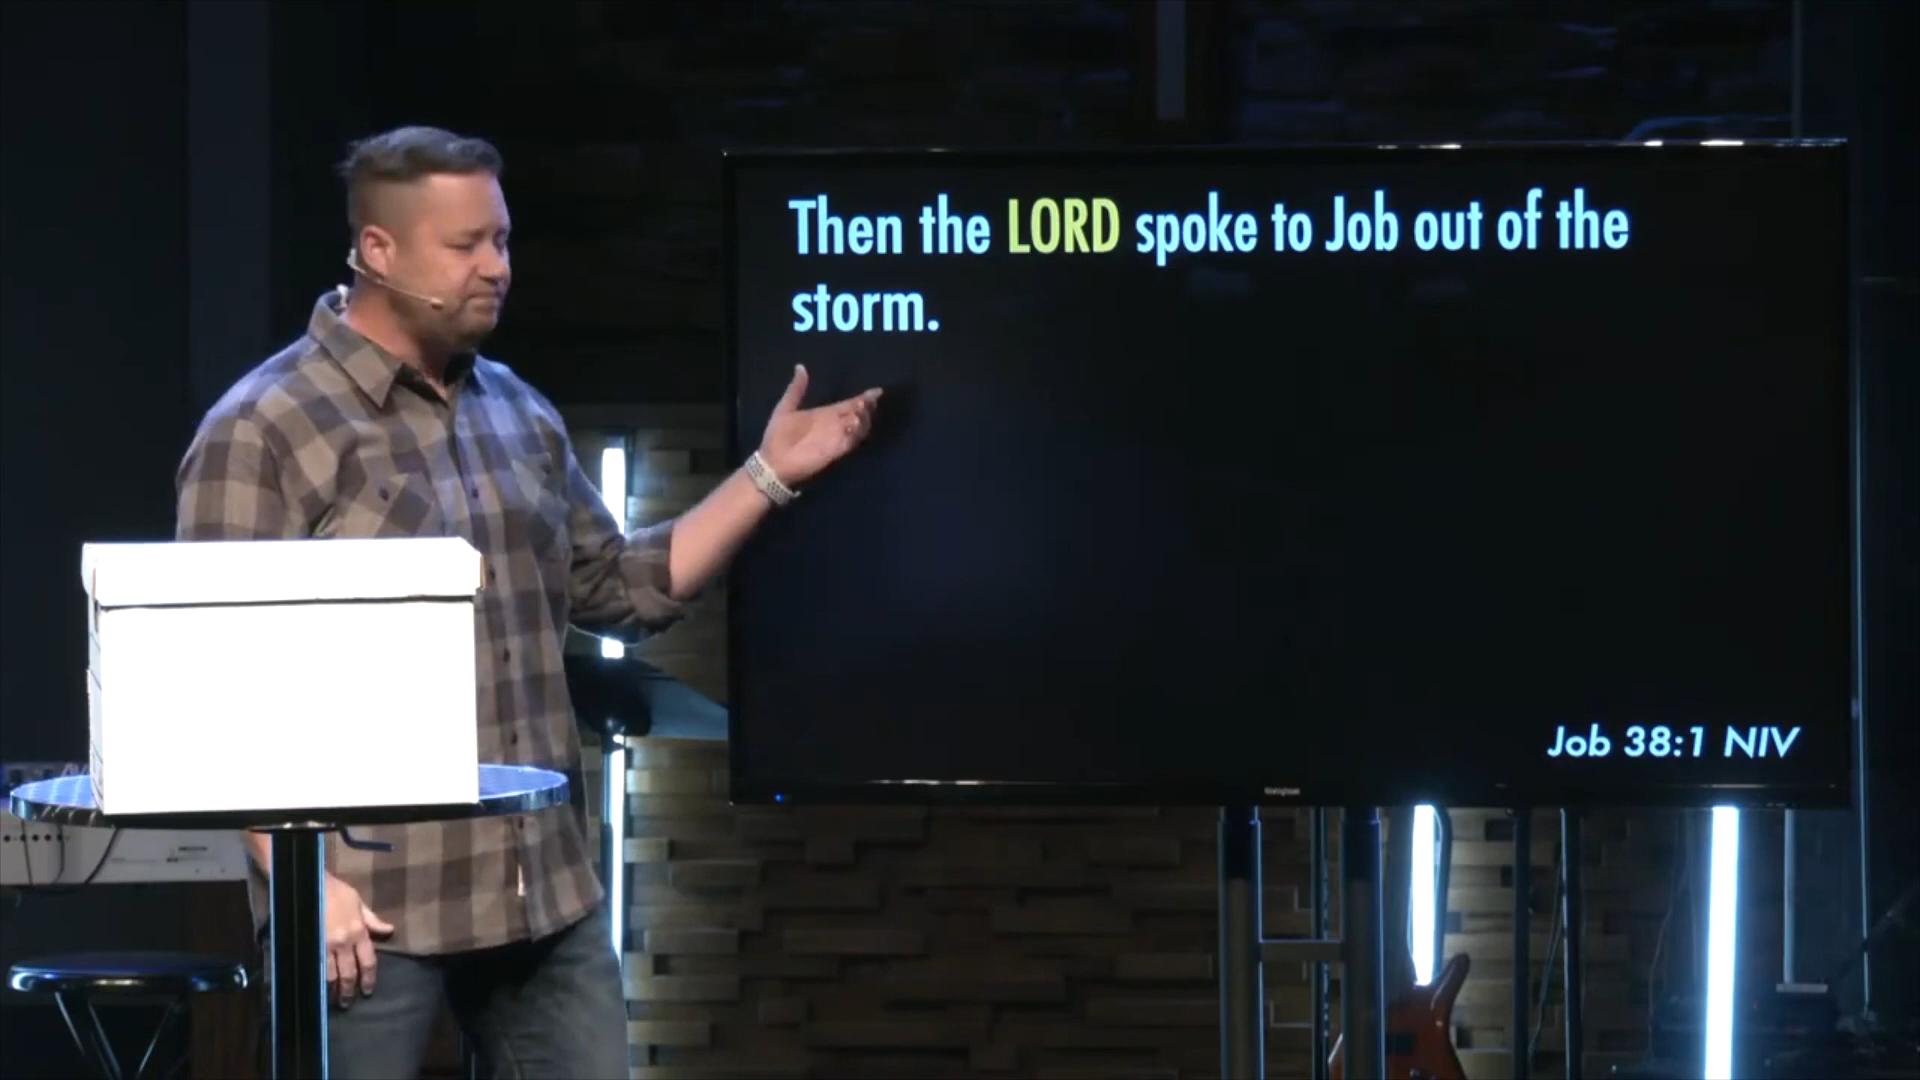 Then the LORD spoke to Job out of the
storm.
Job 38:1 NIV